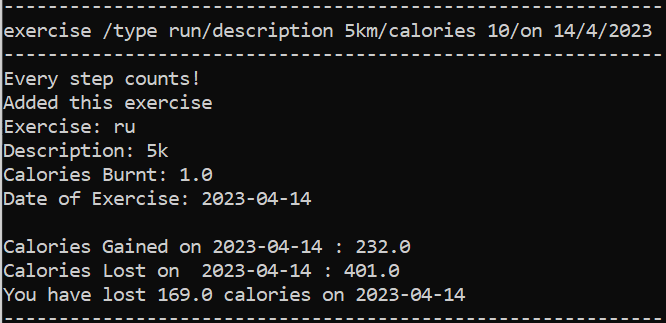 ------------------------------------------------------------
exercise /type run/description 5km/calories 10/on 14/4/2023
------------------------------------------------------------
Every step counts!
Added this exercise
Exercise: ru
Description: 5k
Calories Burnt: 1.0
Date of Exercise: 2023-04-14

Calories Gained on 2023-04-14 : 232.0
Calories Lost on  2023-04-14 : 401.0
You have lost 169.0 calories on 2023-04-14
------------------------------------------------------------